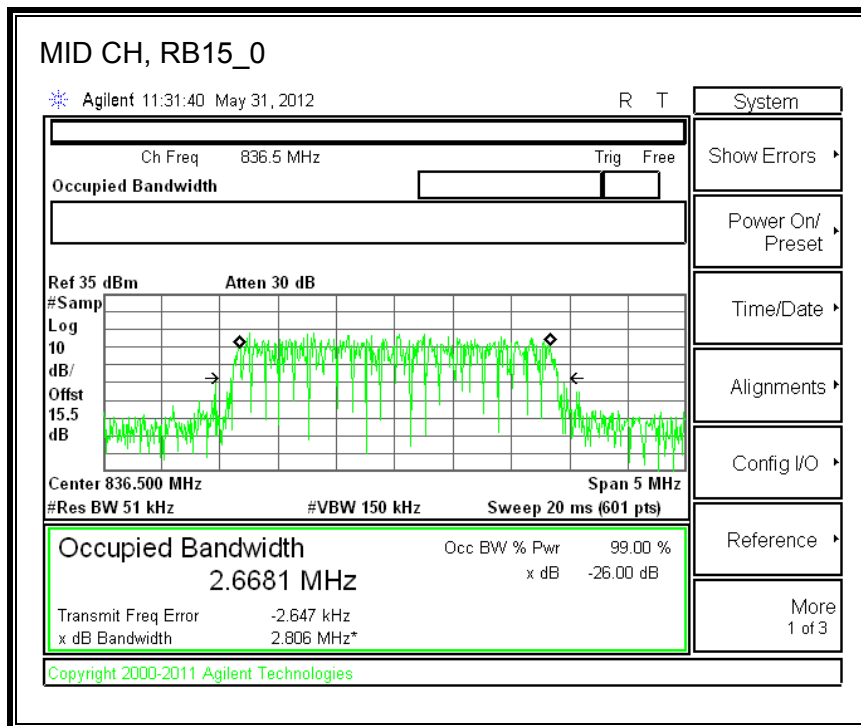 MID CH, RB15_0
Agilent 11:31:40 May 31, 2012 R T
System
Ch Freq 836.5 MHz Trig Free
Occupied Bandwidth
Show Errors
Power On/
Preset
Time/Date
Alignments
Config I/O
Reference
More
1 of 3
Ref 35 dBm Atten 30 dB
#Samp
Log
10
dB/
Offst
15.5
dB
Center 836.500 MHz Span 5 MHz
#Res BW 51 kHz #VBW 150 kHz Sweep 20 ms (601 pts)
Occupied Bandwidth Occ BW % Pwr 99.00 %
2.6681 MHz x dB -26.00 dB
Transmit Freq Error -2.647 kHz
x dB Bandwidth 2.806 MHz*
Copyright 2000-2011 Agilent Technologies